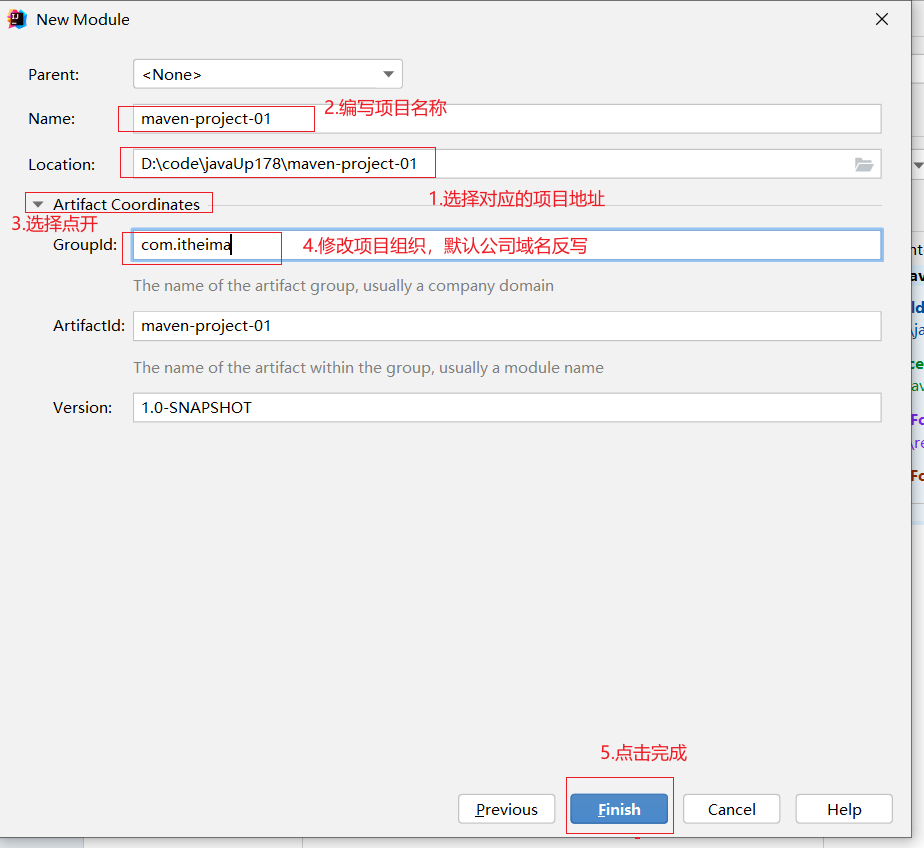 New Module
Parent: <None>
2.编写项目名称
Name: maven-project-01
Location: D:\code\javaUp178\maven-project-01
1.选择对应的项目地址
Artifact Coordinates
3.选择点开
GroupId: com.itheima 4.修改项目组织，默认公司域名反写
The name of the artifact group, usually a company domain
ArtifactId: maven-project-01
The name of the artifact within the group, usually a module name
Version: 1.0-SNAPSHOT
5.点击完成
Previous Finish Cancel Help